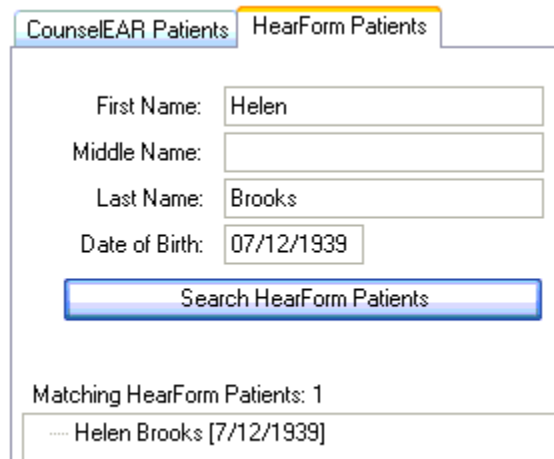 CounselEAR Patients HearForm Patients
First Name: Helen
Middle Name:
Last Name: Brooks
Date of Birth: 07/12/1939
Search HearForm Patients
Matching HearForm Patients: 1
Helen Brooks [7/12/1939]